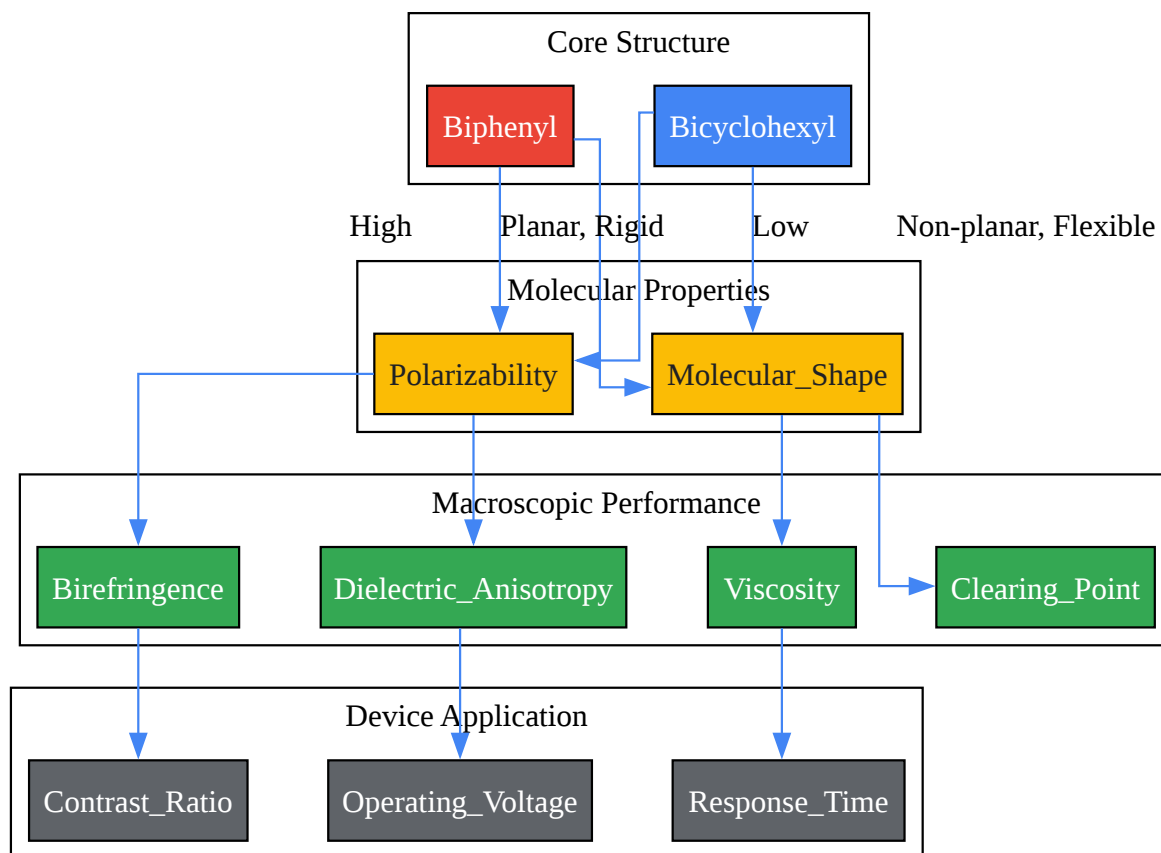 Core Structure
Biphenyl
Bicyclohexyl
High
Planar, Rigid
Low
Non-planar, Flexible
Molecular Properties
Polarizability
Molecular_Shape
Macroscopic Performance
Birefringence
Dielectric_Anisotropy
Viscosity
Clearing_Point
Device Application
Contrast_Ratio
Operating_Voltage
Response_Time